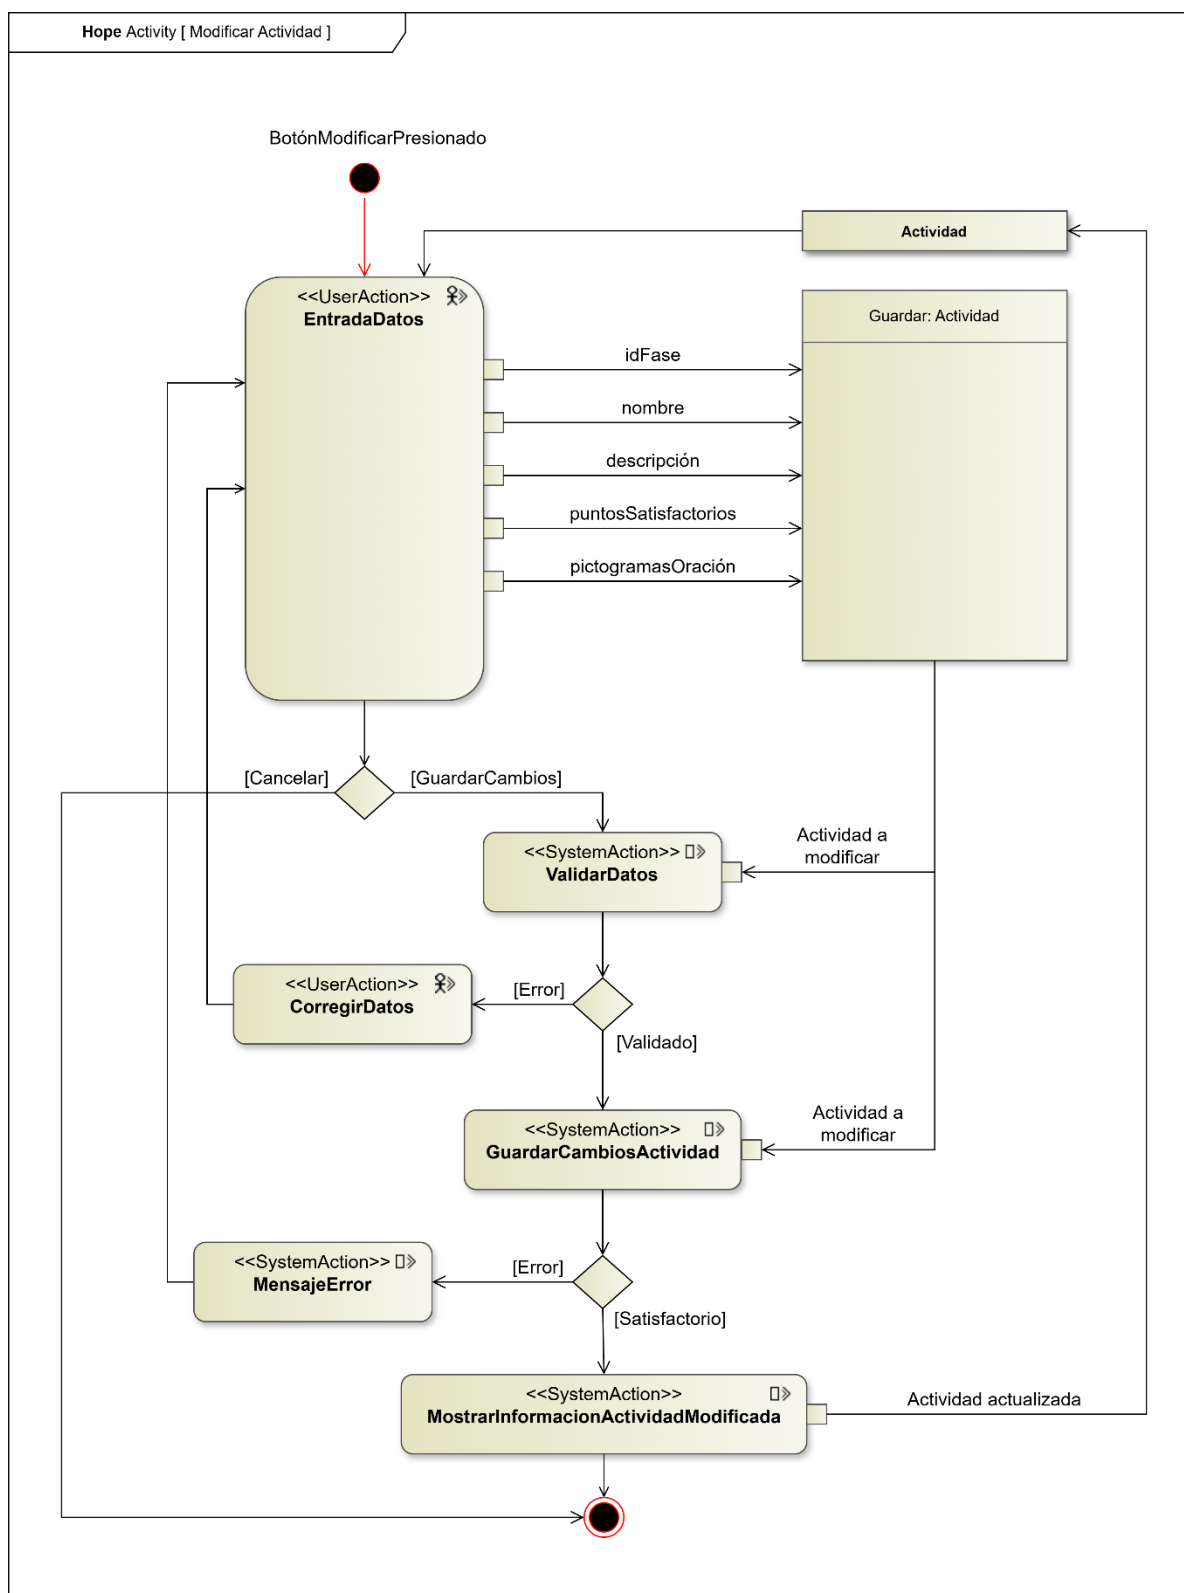 Hope Activity [ Modificar Actividad ]
BotónModificarPresionado
Actividad
<<UserAction>>
EntradaDatos
Guardar: Actividad
idFase
nombre
descripción
puntosSatisfactorios
pictogramasOración
[Cancelar]
[GuardarCambios]
<<SystemAction>>
ValidarDatos
Actividad a
modificar
<<UserAction>>
CorregirDatos
[Error]
[Validado]
<<SystemAction>>
GuardarCambiosActividad
Actividad a
modificar
<<SystemAction>>
MensajeError
[Error]
[Satisfactorio]
<<SystemAction>>
MostrarInformacionActividadModificada
Actividad actualizada